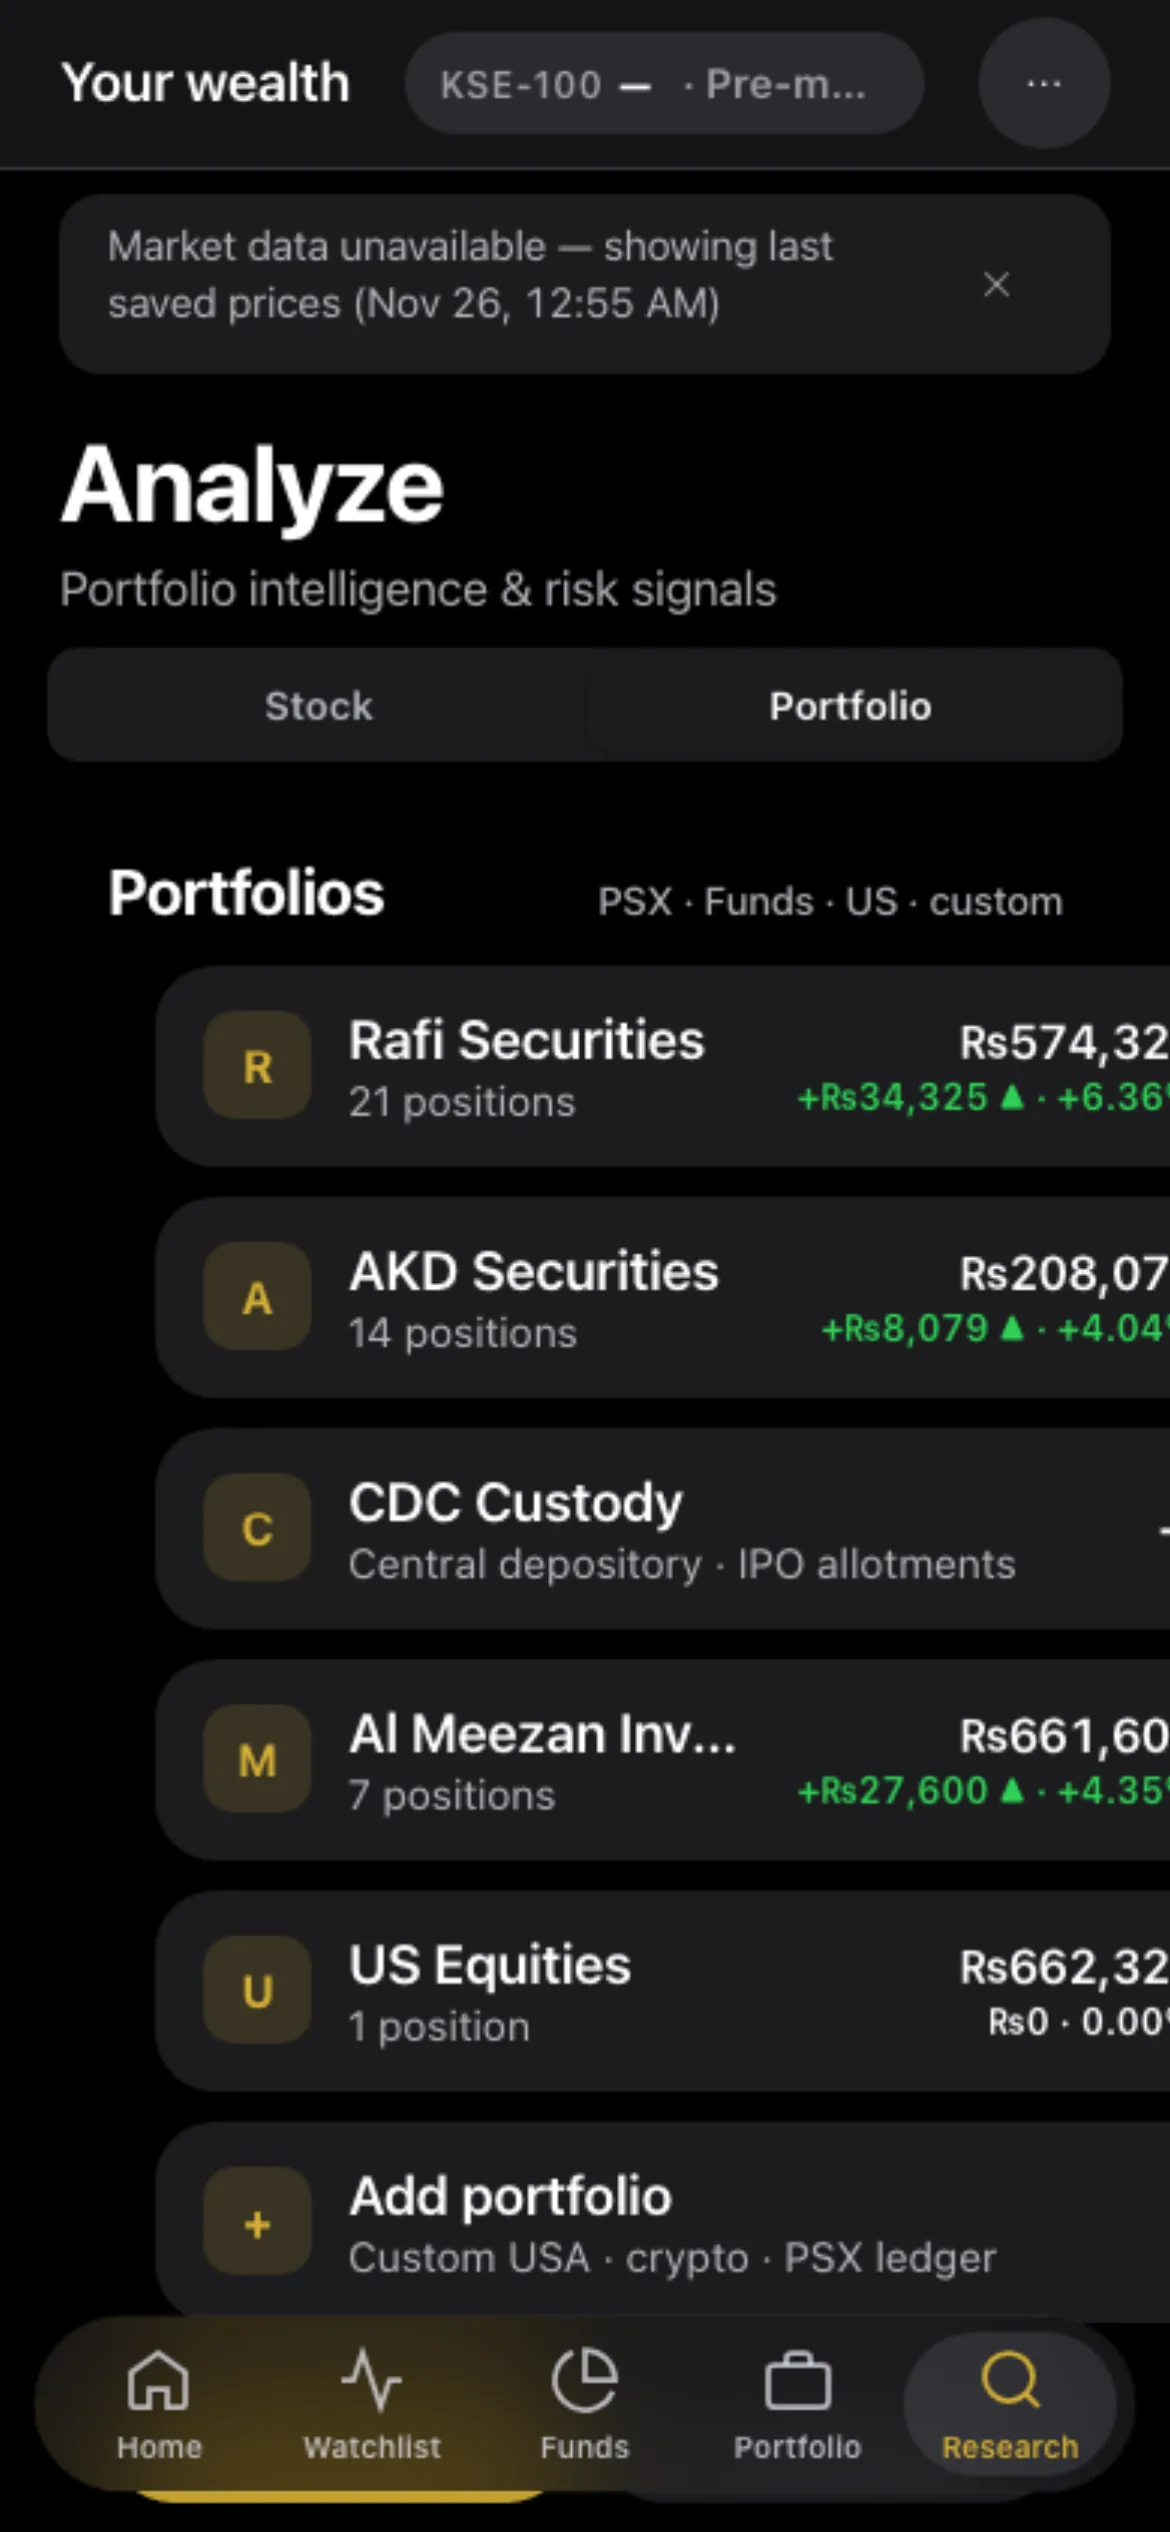 Your wealth
KSE-100 — · Pre-m...
...
Market data unavailable — showing last
saved prices (Nov 26, 12:55 AM)
Analyze
Portfolio intelligence & risk signals
Stock
Portfolio
Portfolios
PSX · Funds · US · custom
R
Rafi Securities
Rs574,32
21 positions
+Rs34,325 ▲ · +6.36%
A
AKD Securities
Rs208,07
14 positions
+Rs8,079 ▲ · +4.04%
C
CDC Custody
Central depository · IPO allotments
M
Al Meezan Inv...
Rs661,60
7 positions
+Rs27,600 ▲ · +4.35%
U
US Equities
Rs662,32
1 position
Rs0 · 0.00%
+
Add portfolio
Custom USA · crypto · PSX ledger
Home
Watchlist
Funds
Portfolio
Research